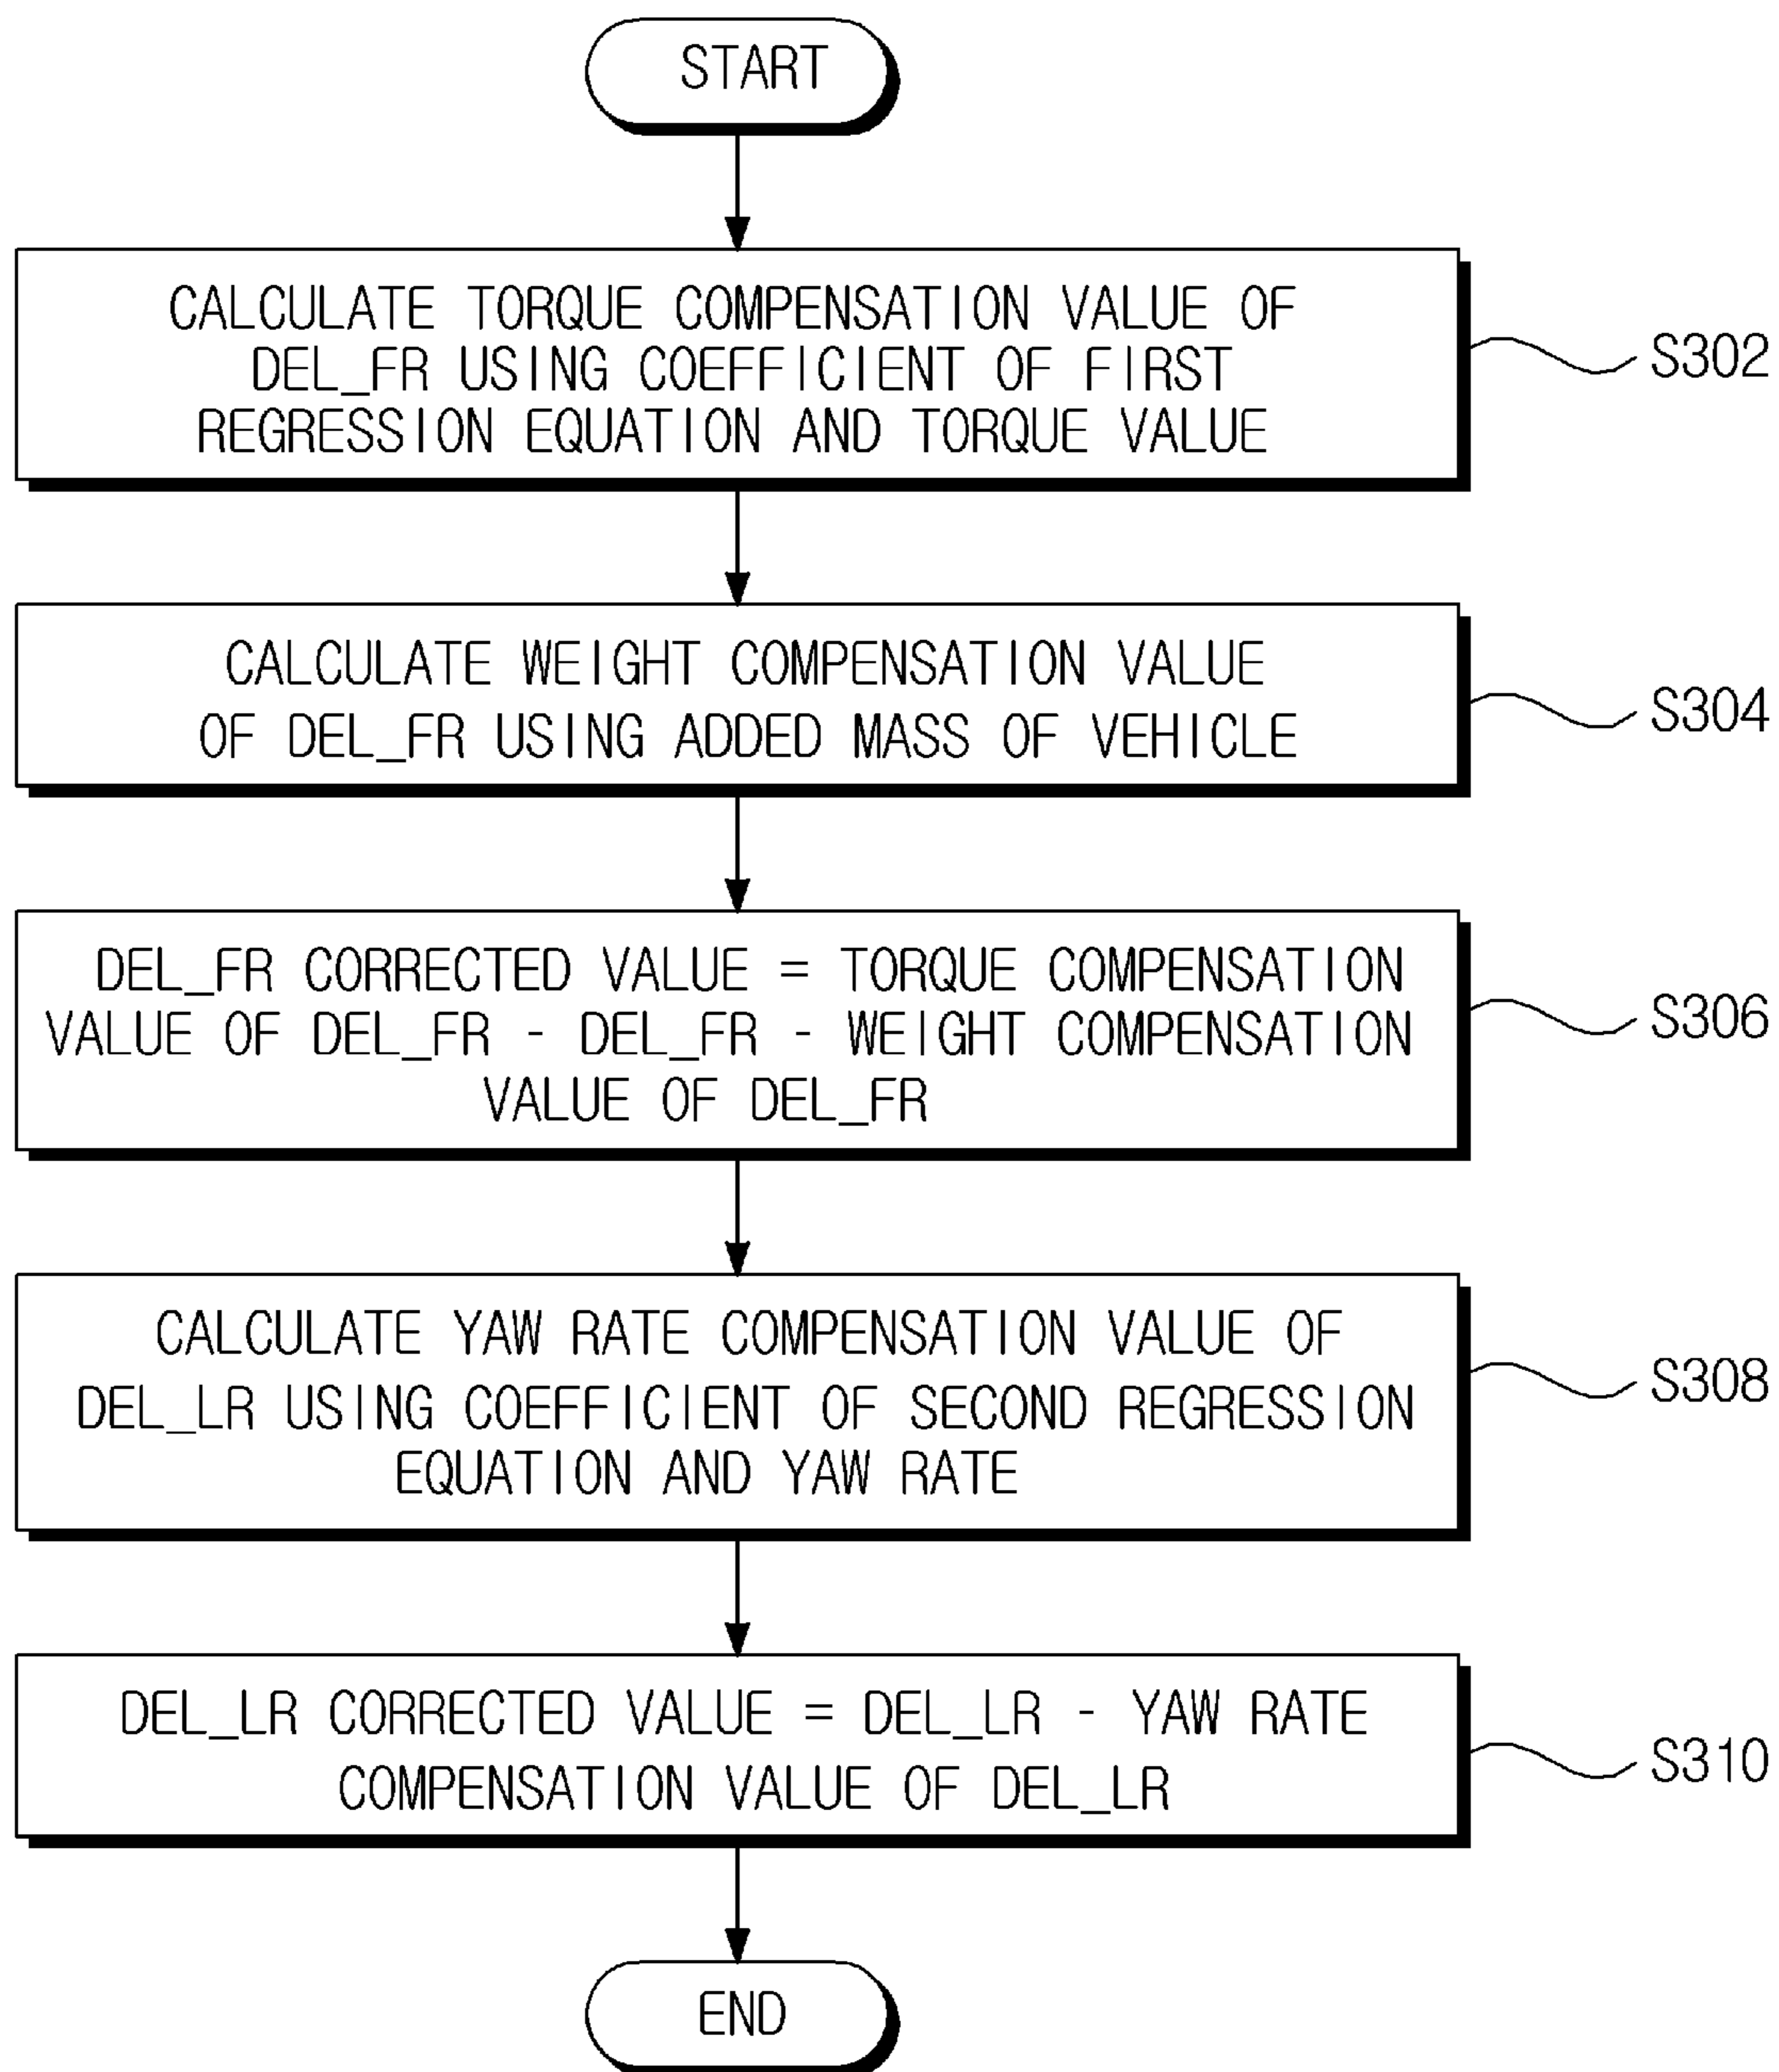 START
CALCULATE TORQUE COMPENSATION VALUE OF
DEL_FR USING COEFFICIENT OF FIRST
REGRESSION EQUATION AND TORQUE VALUE
S302
CALCULATE WEIGHT COMPENSATION VALUE
OF DEL_FR USING ADDED MASS OF VEHICLE
S304
DEL_FR CORRECTED VALUE = TORQUE COMPENSATION
VALUE OF DEL_FR - DEL_FR - WEIGHT COMPENSATION
VALUE OF DEL_FR
S306
CALCULATE YAW RATE COMPENSATION VALUE OF
DEL_LR USING COEFFICIENT OF SECOND REGRESSION
EQUATION AND YAW RATE
S308
DEL_LR CORRECTED VALUE = DEL_LR - YAW RATE
COMPENSATION VALUE OF DEL_LR
S310
END